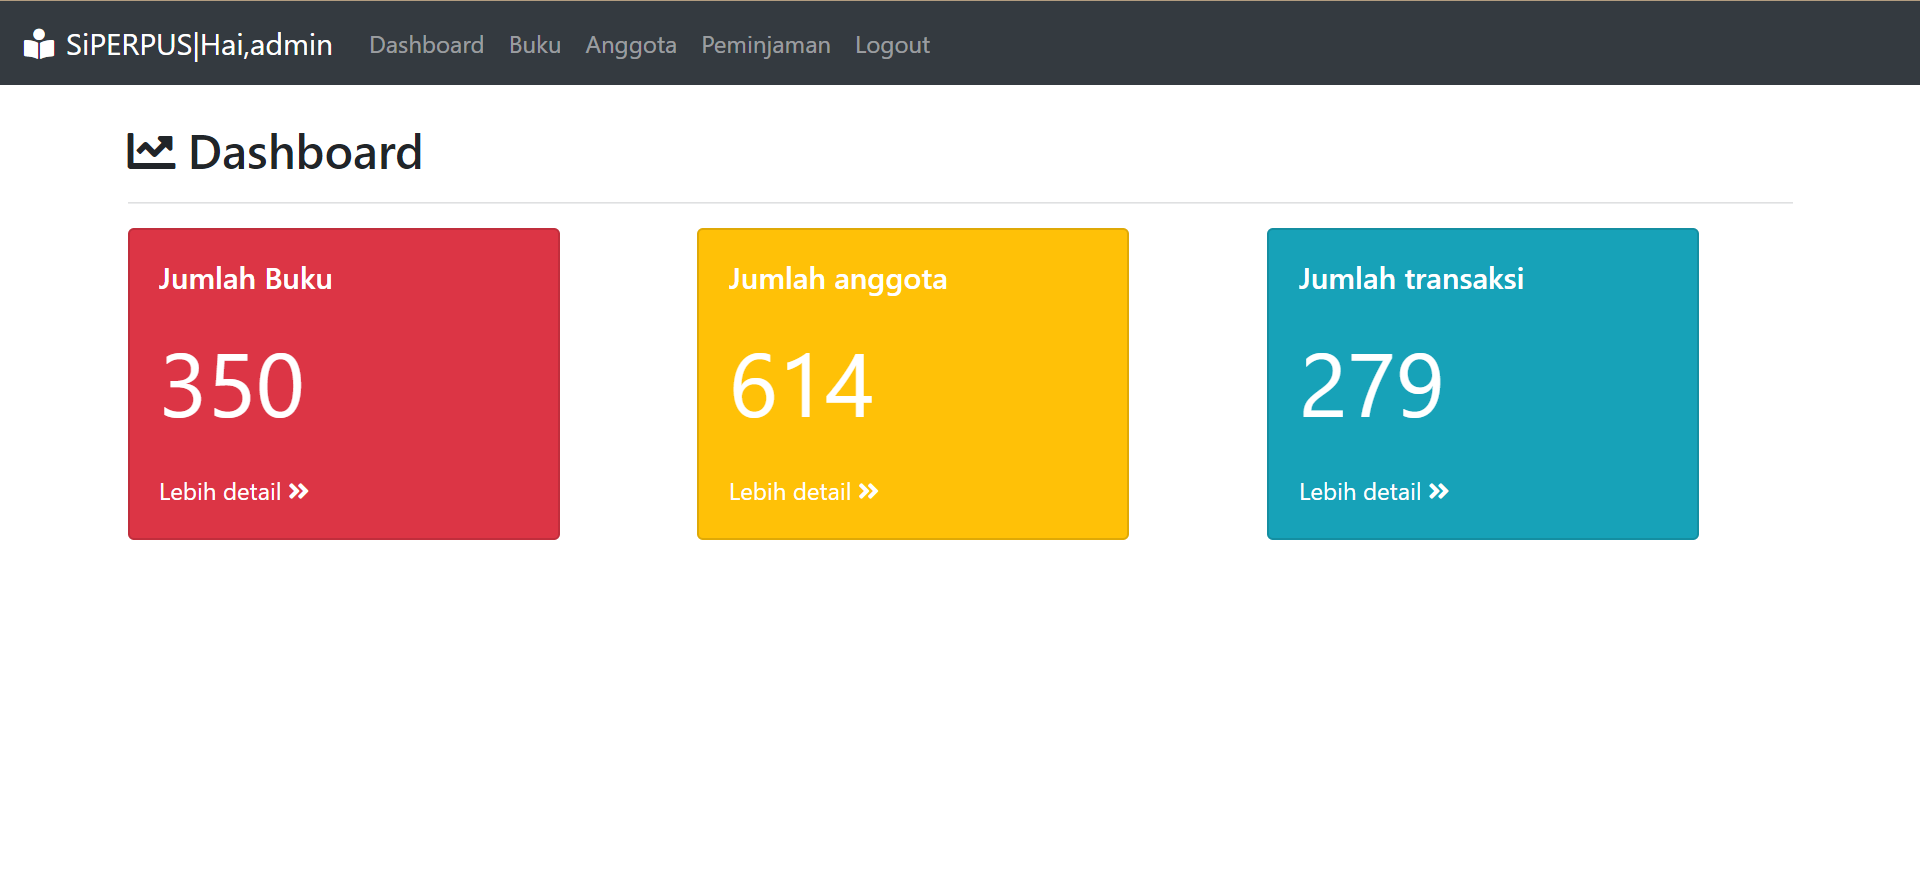 SiPERPUS|Hai,admin Dashboard Buku Anggota Peminjaman Logout
Dashboard
Jumlah Buku
350
Lebih detail
Jumlah anggota
614
Lebih detail
Jumlah transaksi
279
Lebih detail